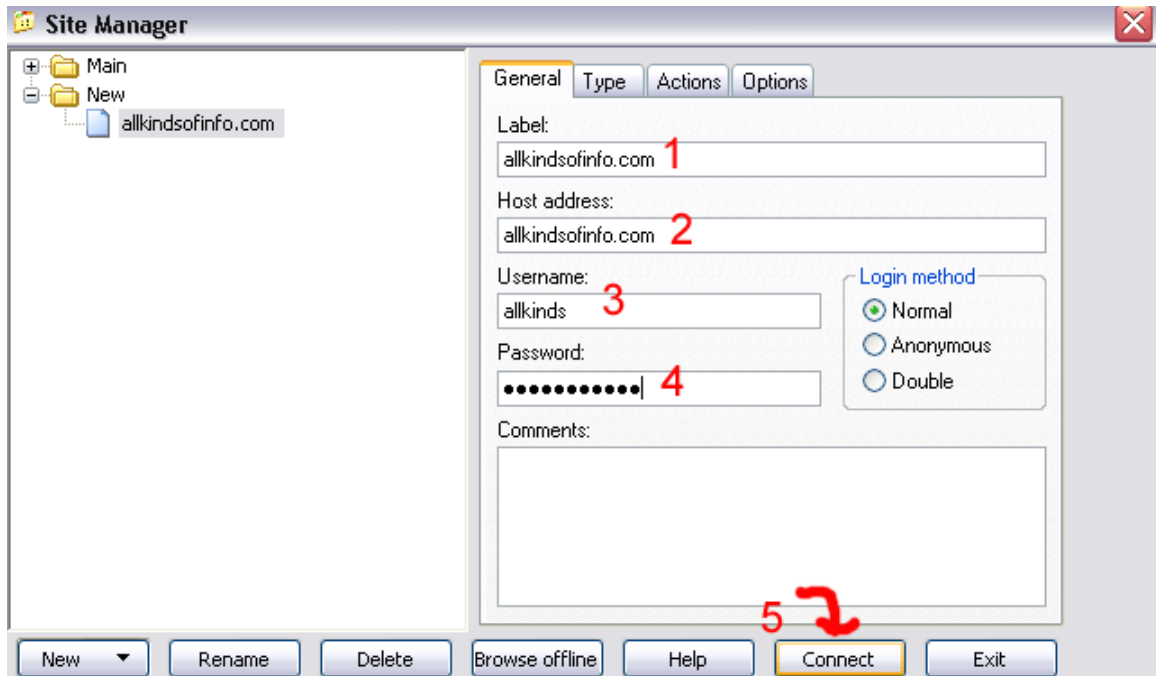 Site Manager
Main
New
allkindsofinfo.com
General Type Actions Options
Label:
allkindsofinfo.com 1
Host address:
allkindsofinfo.com 2
Username:
allkinds 3
Login method
Normal
Anonymous
Double
Password:
●●●●●●●●●●● 4
Comments:
5
New Rename Delete Browse offline Help Connect Exit